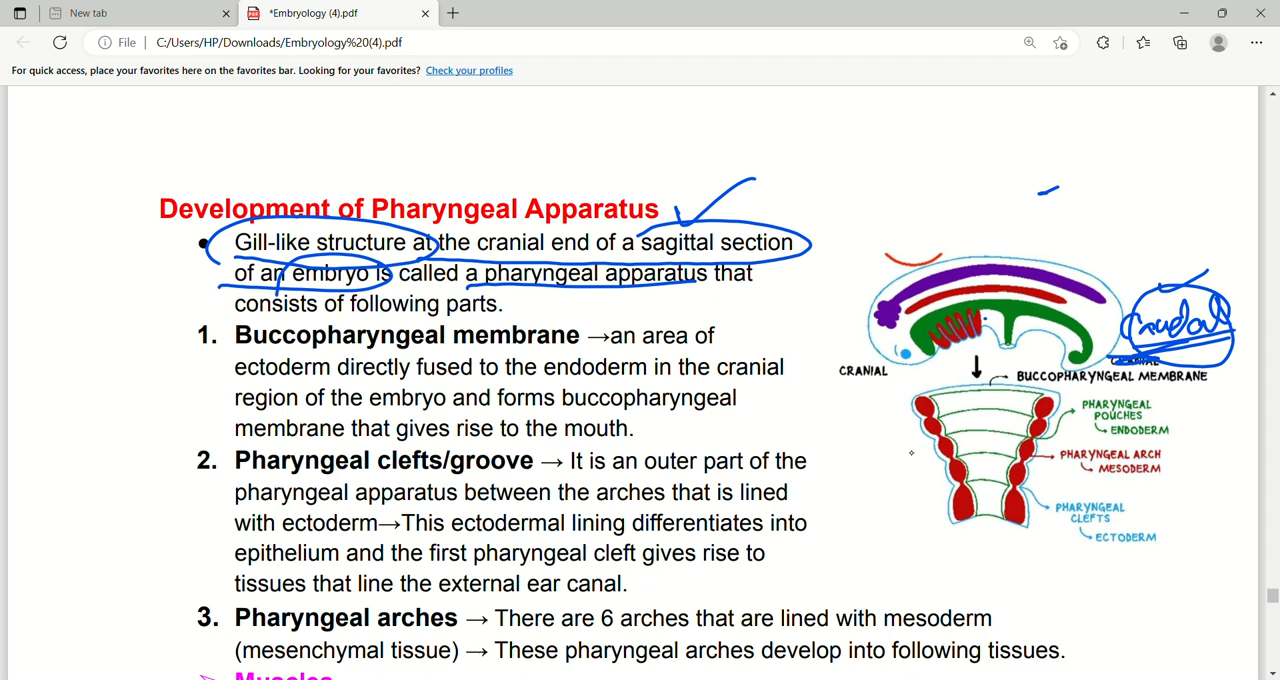 New tab
*Embryology (4).pdf
File
C:/Users/HP/Downloads/Embryology%20(4).pdf
For quick access, place your favorites here on the favorites bar. Looking for your favorites? Check your profiles
Development of Pharyngeal Apparatus
Gill-like structure at the cranial end of a sagittal section
of an embryo is called a pharyngeal apparatus that
consists of following parts.
1. Buccopharyngeal membrane →an area of
ectoderm directly fused to the endoderm in the cranial
region of the embryo and forms buccopharyngeal
membrane that gives rise to the mouth.
2. Pharyngeal clefts/groove → It is an outer part of the
pharyngeal apparatus between the arches that is lined
with ectoderm→This ectodermal lining differentiates into
epithelium and the first pharyngeal cleft gives rise to
tissues that line the external ear canal.
3. Pharyngeal arches → There are 6 arches that are lined with mesoderm
(mesenchymal tissue) → These pharyngeal arches develop into following tissues.
Muscles
Caudal
CRANIAL
CRANIAL
BUCCOPHARYNGEAL MEMBRANE
PHARYNGEAL
POUCHES
ENDODERM
PHARYNGEAL ARCH
MESODERM
PHARYNGEAL
CLEFTS
ECTODERM